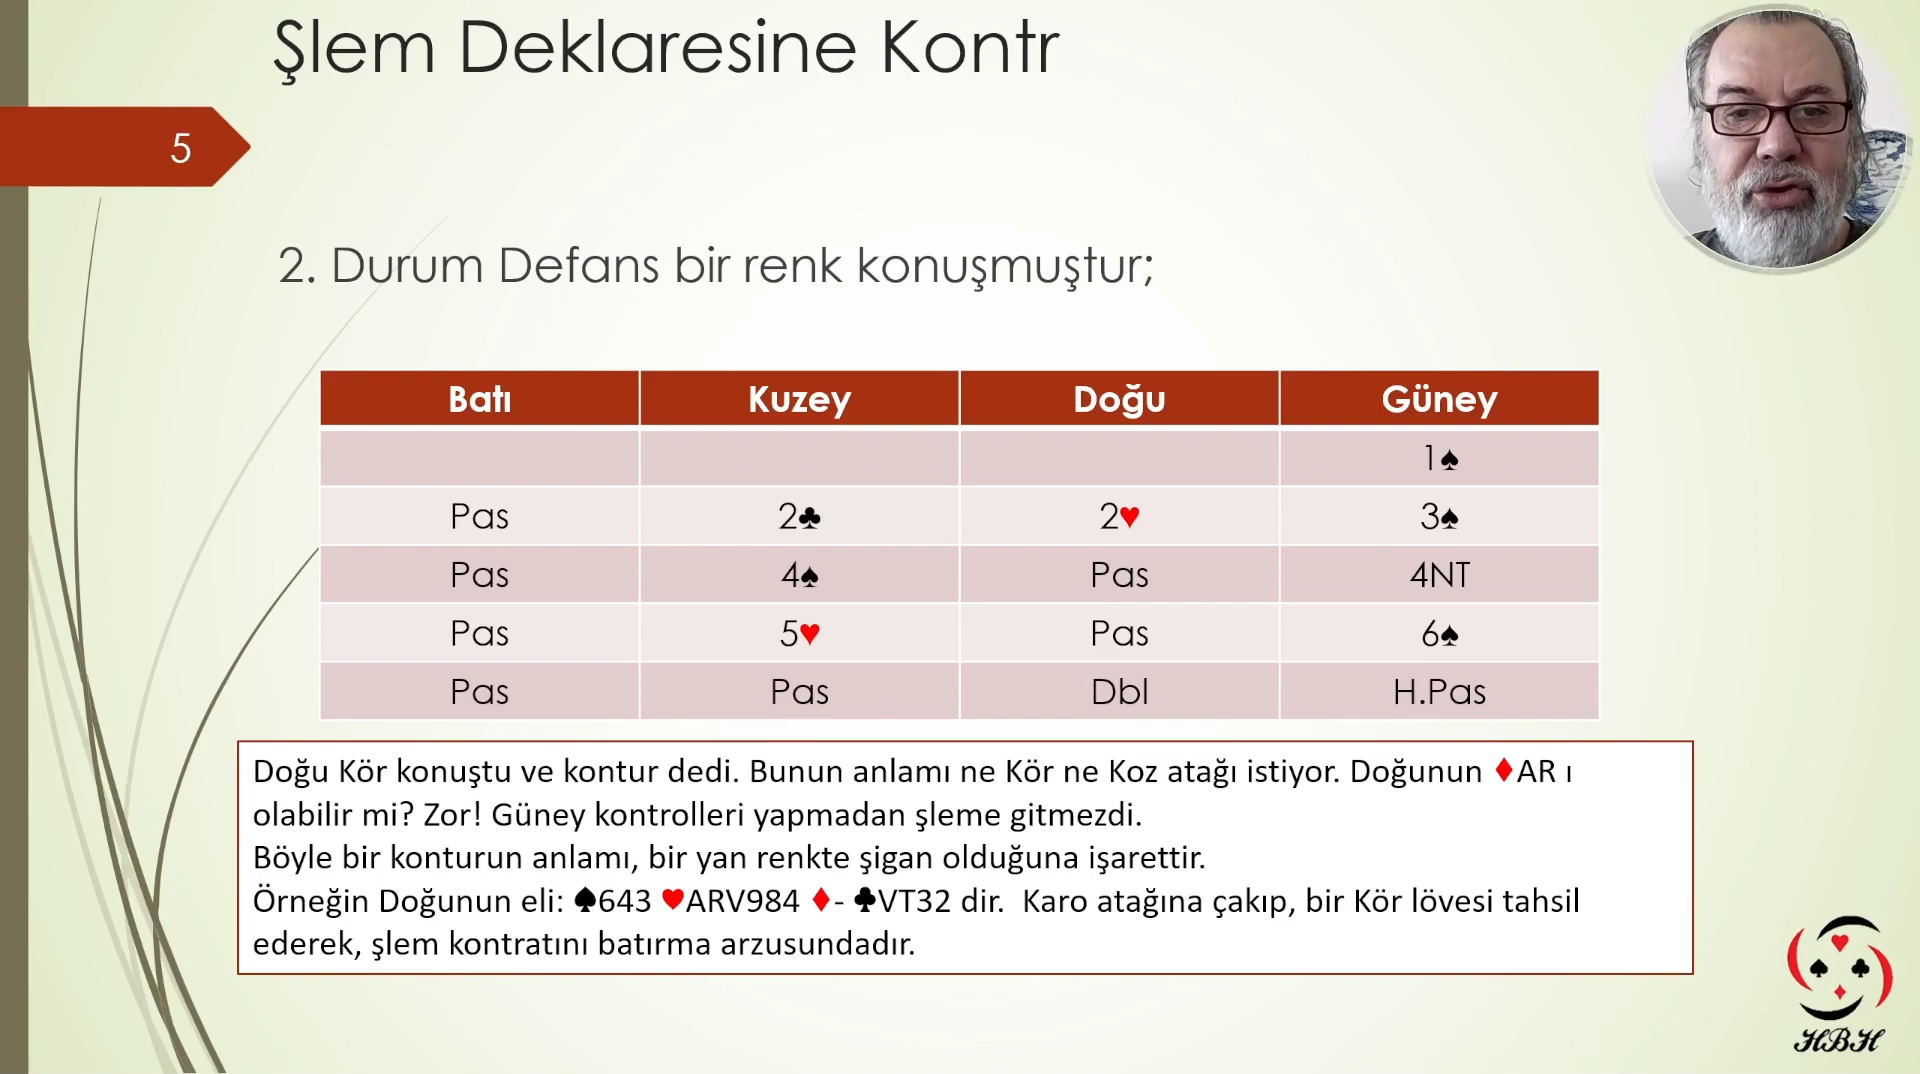 Şlem Deklaresine Kontr
5
2. Durum Defans bir renk konuşmuştur;
Batı Kuzey Doğu Güney
1♠
Pas 2♣ 2♥ 3♠
Pas 4♠ Pas 4NT
Pas 5♥ Pas 6♠
Pas Pas Dbl H.Pas
Doğu Kör konuştu ve kontur dedi. Bunun anlamı ne Kör ne Koz atağı istiyor. Doğunun ♦AR ı
olabilir mi? Zor! Güney kontrolleri yapmadan şleme gitmezdi.
Böyle bir konturun anlamı, bir yan renkte şigan olduğuna işarettir.
Örneğin Doğunun eli: ♠643 ♥ARV984 ♦- ♣VT32 dir. Karo atağına çakıp, bir Kör lövesi tahsil
ederek, şlem kontratını batırma arzusundadır.
HBH